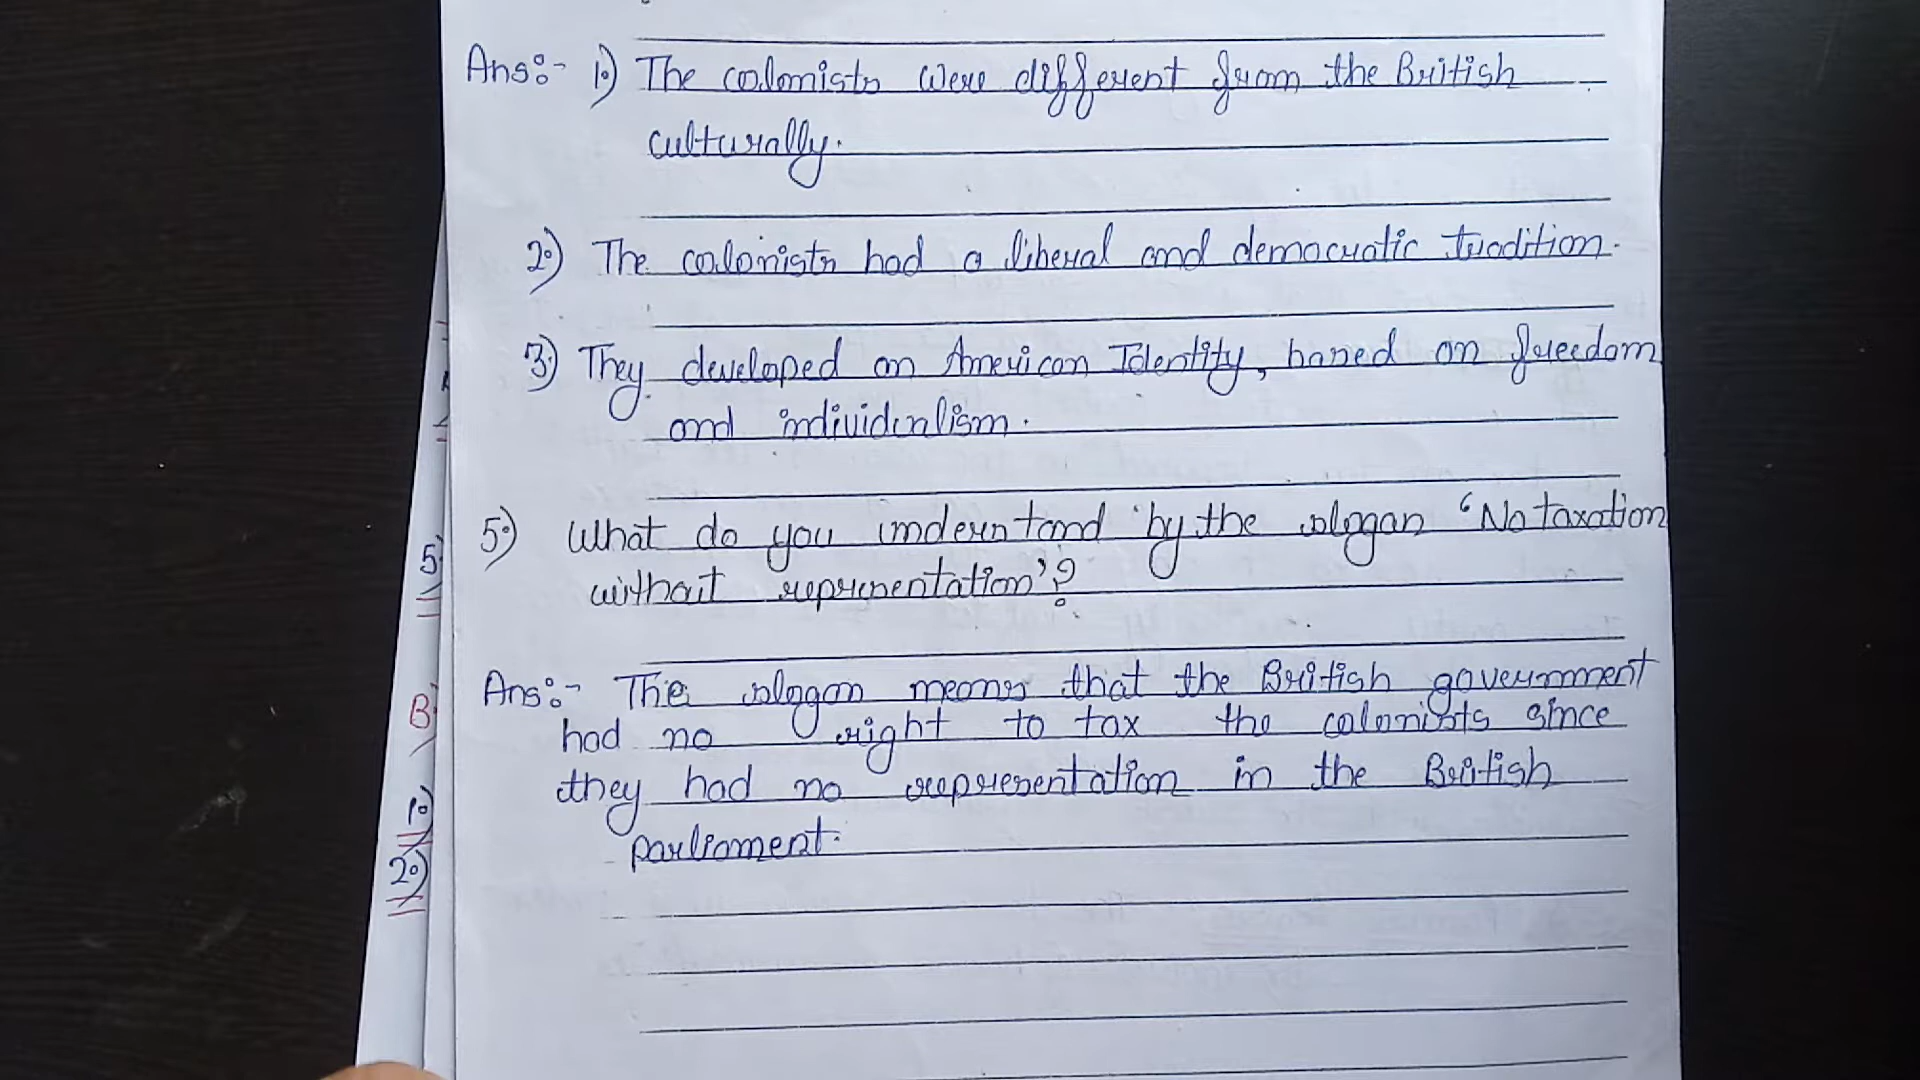 Ans:- 1.) The colonists were different from the British
culturally.
2.) The colonists had a liberal and democratic tradition.
3.) They developed an American Identity, based on freedom
and individualism.
5.) What do you understand by the slogan 'No taxation
without representation'?
Ans:- The slogan means that the British government
had no right to tax the colonists since
they had no representation in the British
parliament.
5
B
1.)
2.)